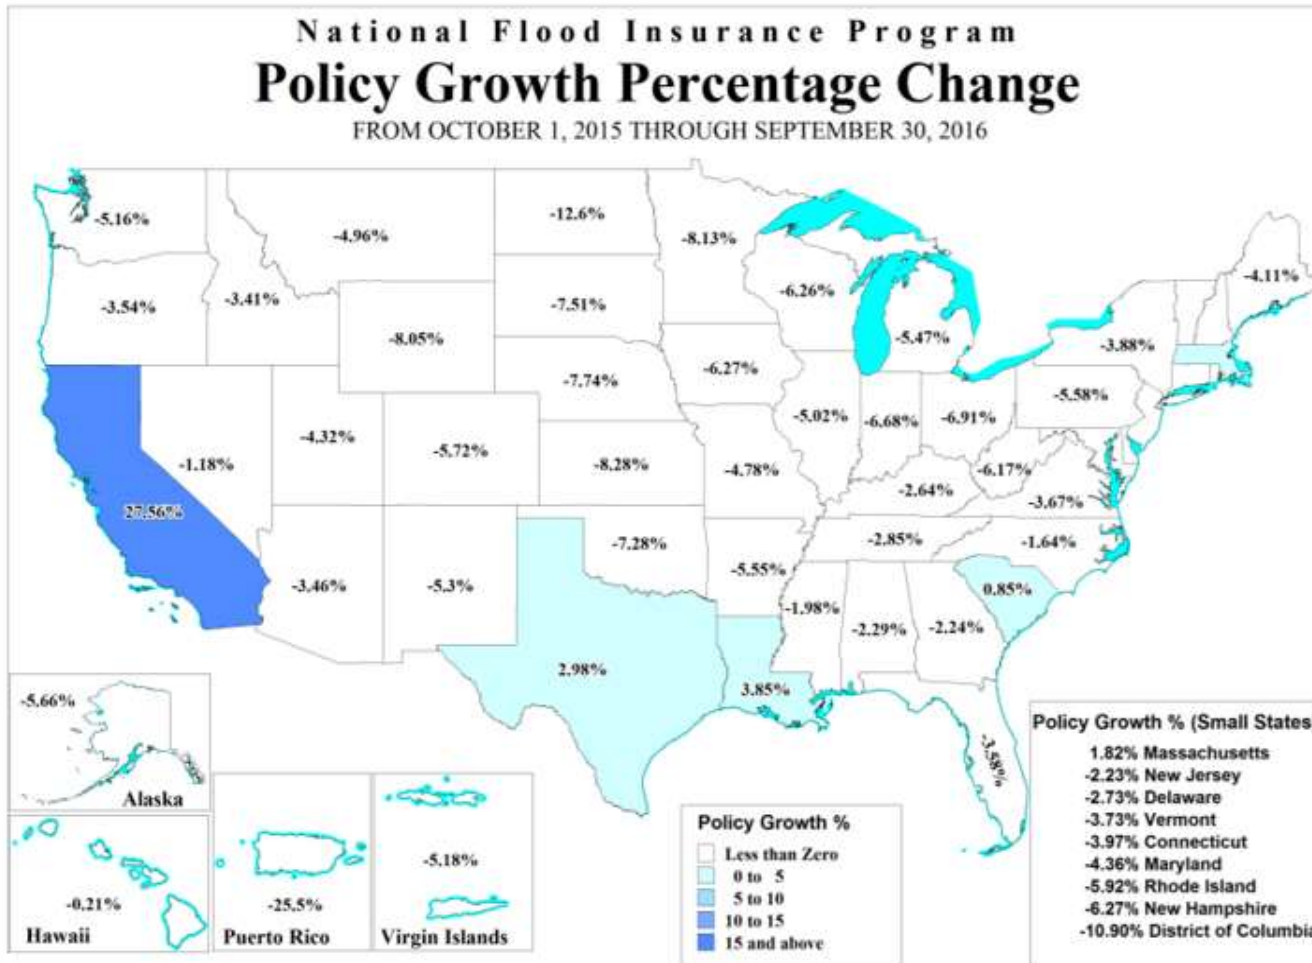 National Flood Insurance Program
Policy Growth Percentage Change
FROM OCTOBER 1, 2015 THROUGH SEPTEMBER 30, 2016
-5.16%
-4.96%
-12.6%
-8.13%
-4.11%
-3.54%
-3.41%
-7.51%
-6.26%
-5.47%
-8.05%
-3.88%
-7.74%
-6.27%
-5.58%
-5.02%
-6.68%
-6.91%
-4.32%
-5.72%
-1.18%
-8.28%
-4.78%
-6.17%
-2.64%
-3.67%
27.56%
-7.28%
-2.85%
-1.64%
-3.46%
-5.3%
-5.55%
0.85%
-1.98%
-2.29%
-2.24%
2.98%
3.85%
-3.58%
-5.66%
Alaska
-0.21%
Hawaii
-25.5%
Puerto Rico
-5.18%
Virgin Islands
Policy Growth %
Less than Zero
0 to 5
5 to 10
10 to 15
15 and above
Policy Growth % (Small States
1.82% Massachusetts
-2.23% New Jersey
-2.73% Delaware
-3.73% Vermont
-3.97% Connecticut
-4.36% Maryland
-5.92% Rhode Island
-6.27% New Hampshire
-10.90% District of Columbia